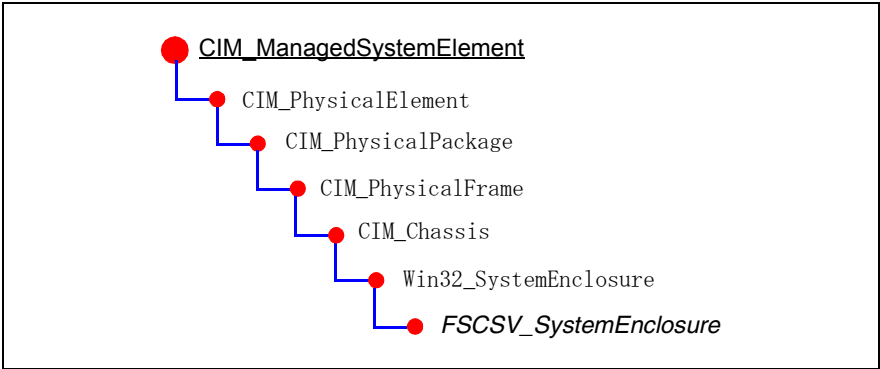 CIM_ManagedSystemElement
CIM_PhysicalElement
CIM_PhysicalPackage
CIM_PhysicalFrame
CIM_Chassis
Win32_SystemEnclosure
FSCSV_SystemEnclosure